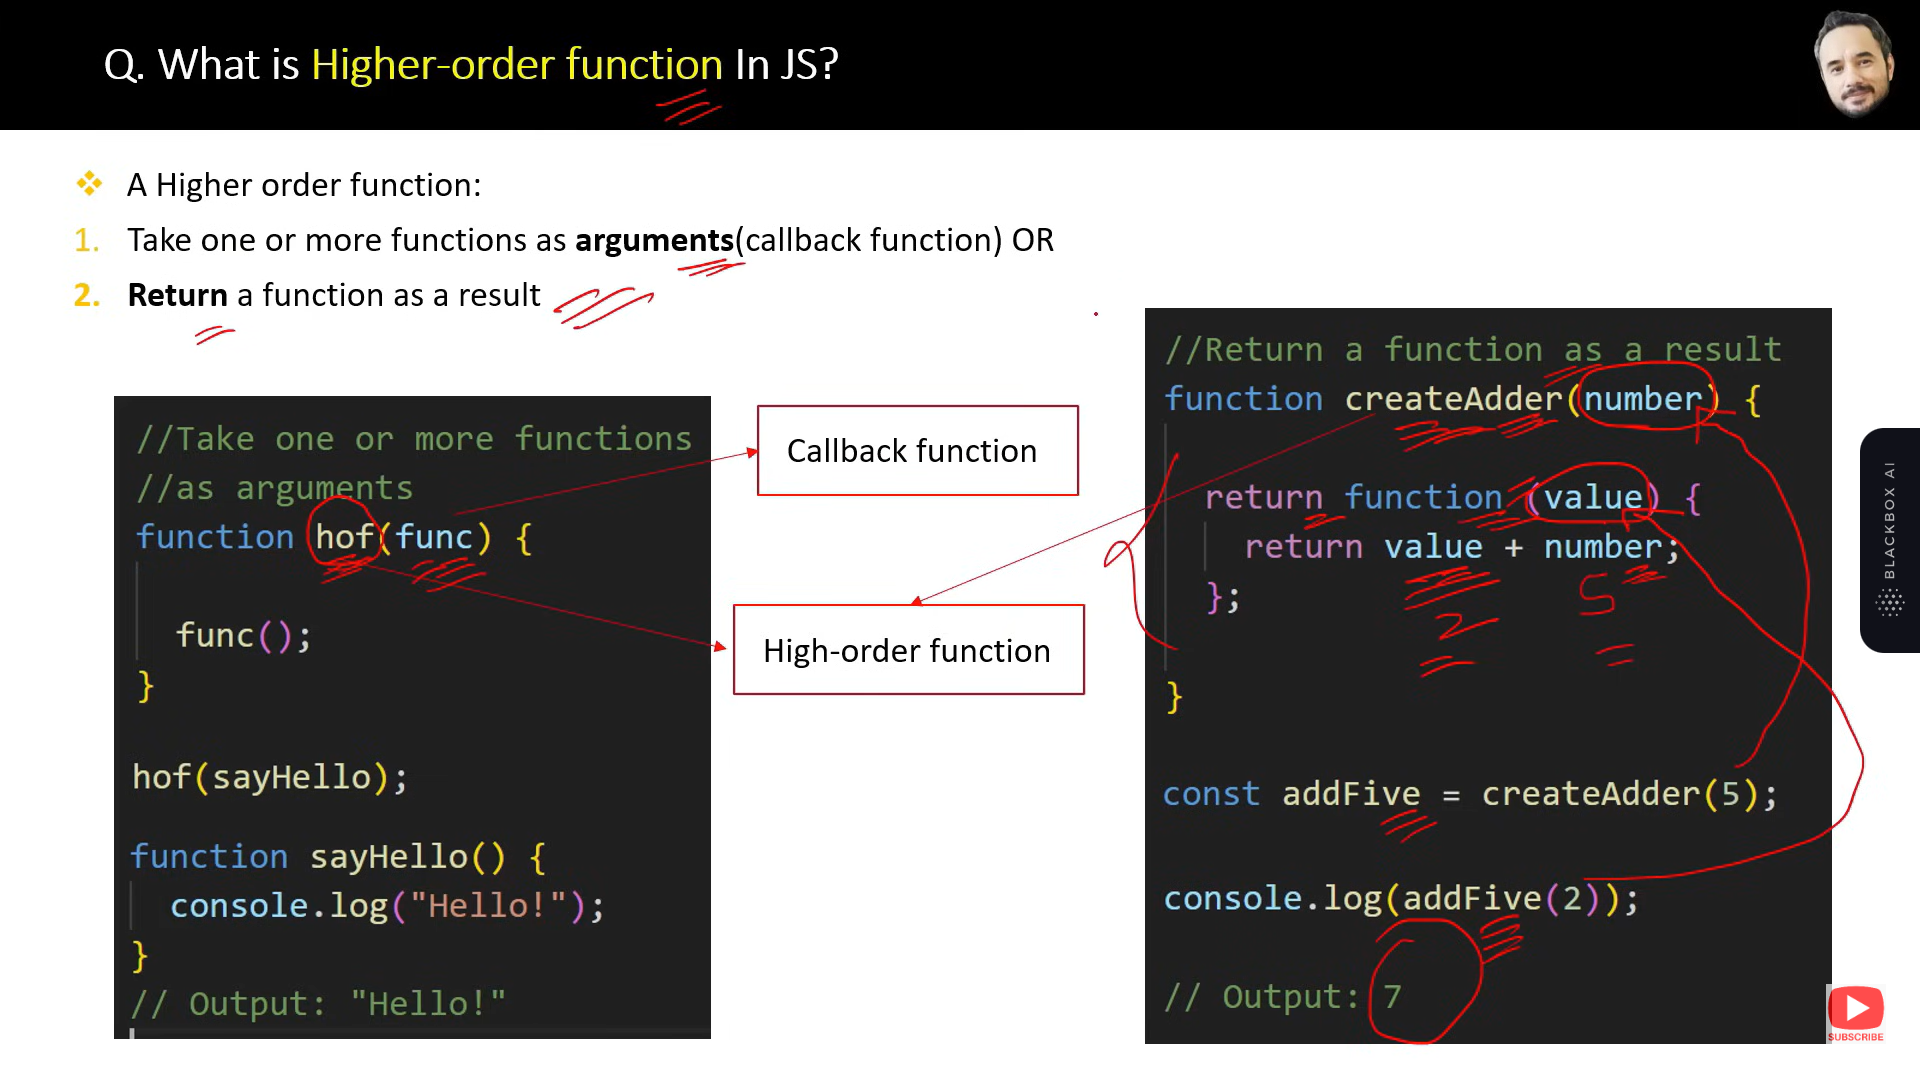 Q. What is Higher-order function In JS?
A Higher order function:
1. Take one or more functions as arguments(callback function) OR
2. Return a function as a result
//Take one or more functions
//as arguments
function hof(func) {
func();
}
hof(sayHello);
function sayHello() {
console.log("Hello!");
}
// Output: "Hello!"
Callback function
High-order function
//Return a function as a result
function createAdder(number) {
return function (value) {
return value + number;
};
2 5
}
const addFive = createAdder(5);
console.log(addFive(2));
// Output: 7
BLACKBOX AI
SUBSCRIBE